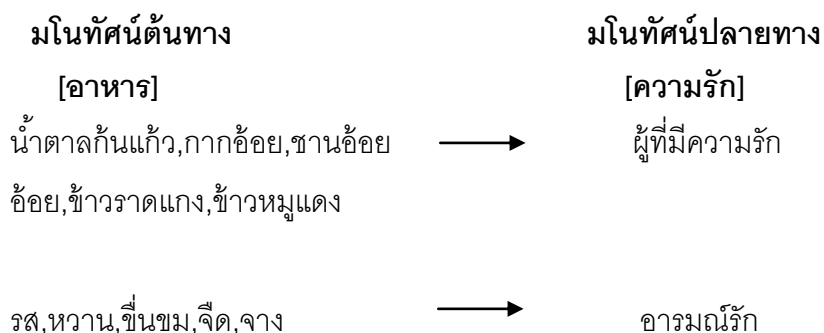 มโนทัศน์ต้นทาง มโนทัศน์ปลายทาง
[อาหาร] [ความรัก]
น้ำตาลก้นแก้ว,กากอ้อย,ชานอ้อย ผู้ที่มีความรัก
อ้อย,ข้าวราดแกง,ข้าวหมูแดง
รส,หวาน,ขื่นขม,จืด,จาง อารมณ์รัก